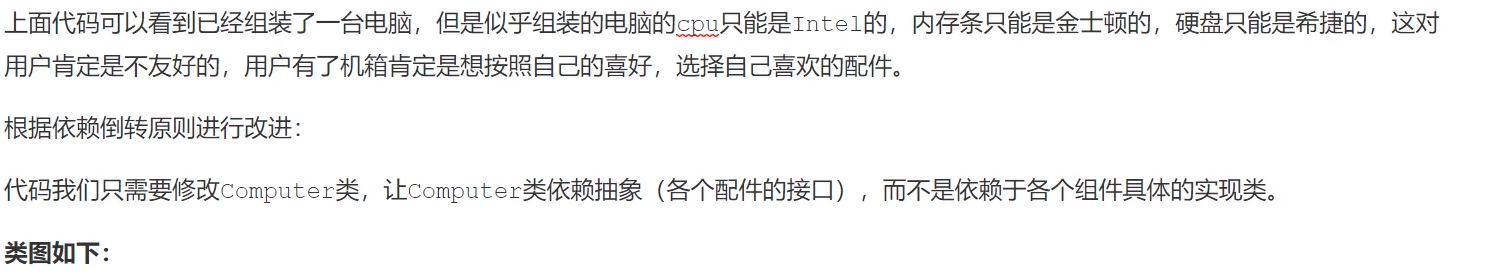 上面代码可以看到已经组装了一台电脑，但是似乎组装的电脑的cpu只能是Intel的，内存条只能是金士顿的，硬盘只能是希捷的，这对
用户肯定是不友好的，用户有了机箱肯定是想按照自己的喜好，选择自己喜欢的配件。
根据依赖倒转原则进行改进：
代码我们只需要修改Computer类，让Computer类依赖抽象（各个配件的接口），而不是依赖于各个组件具体的实现类。
类图如下：